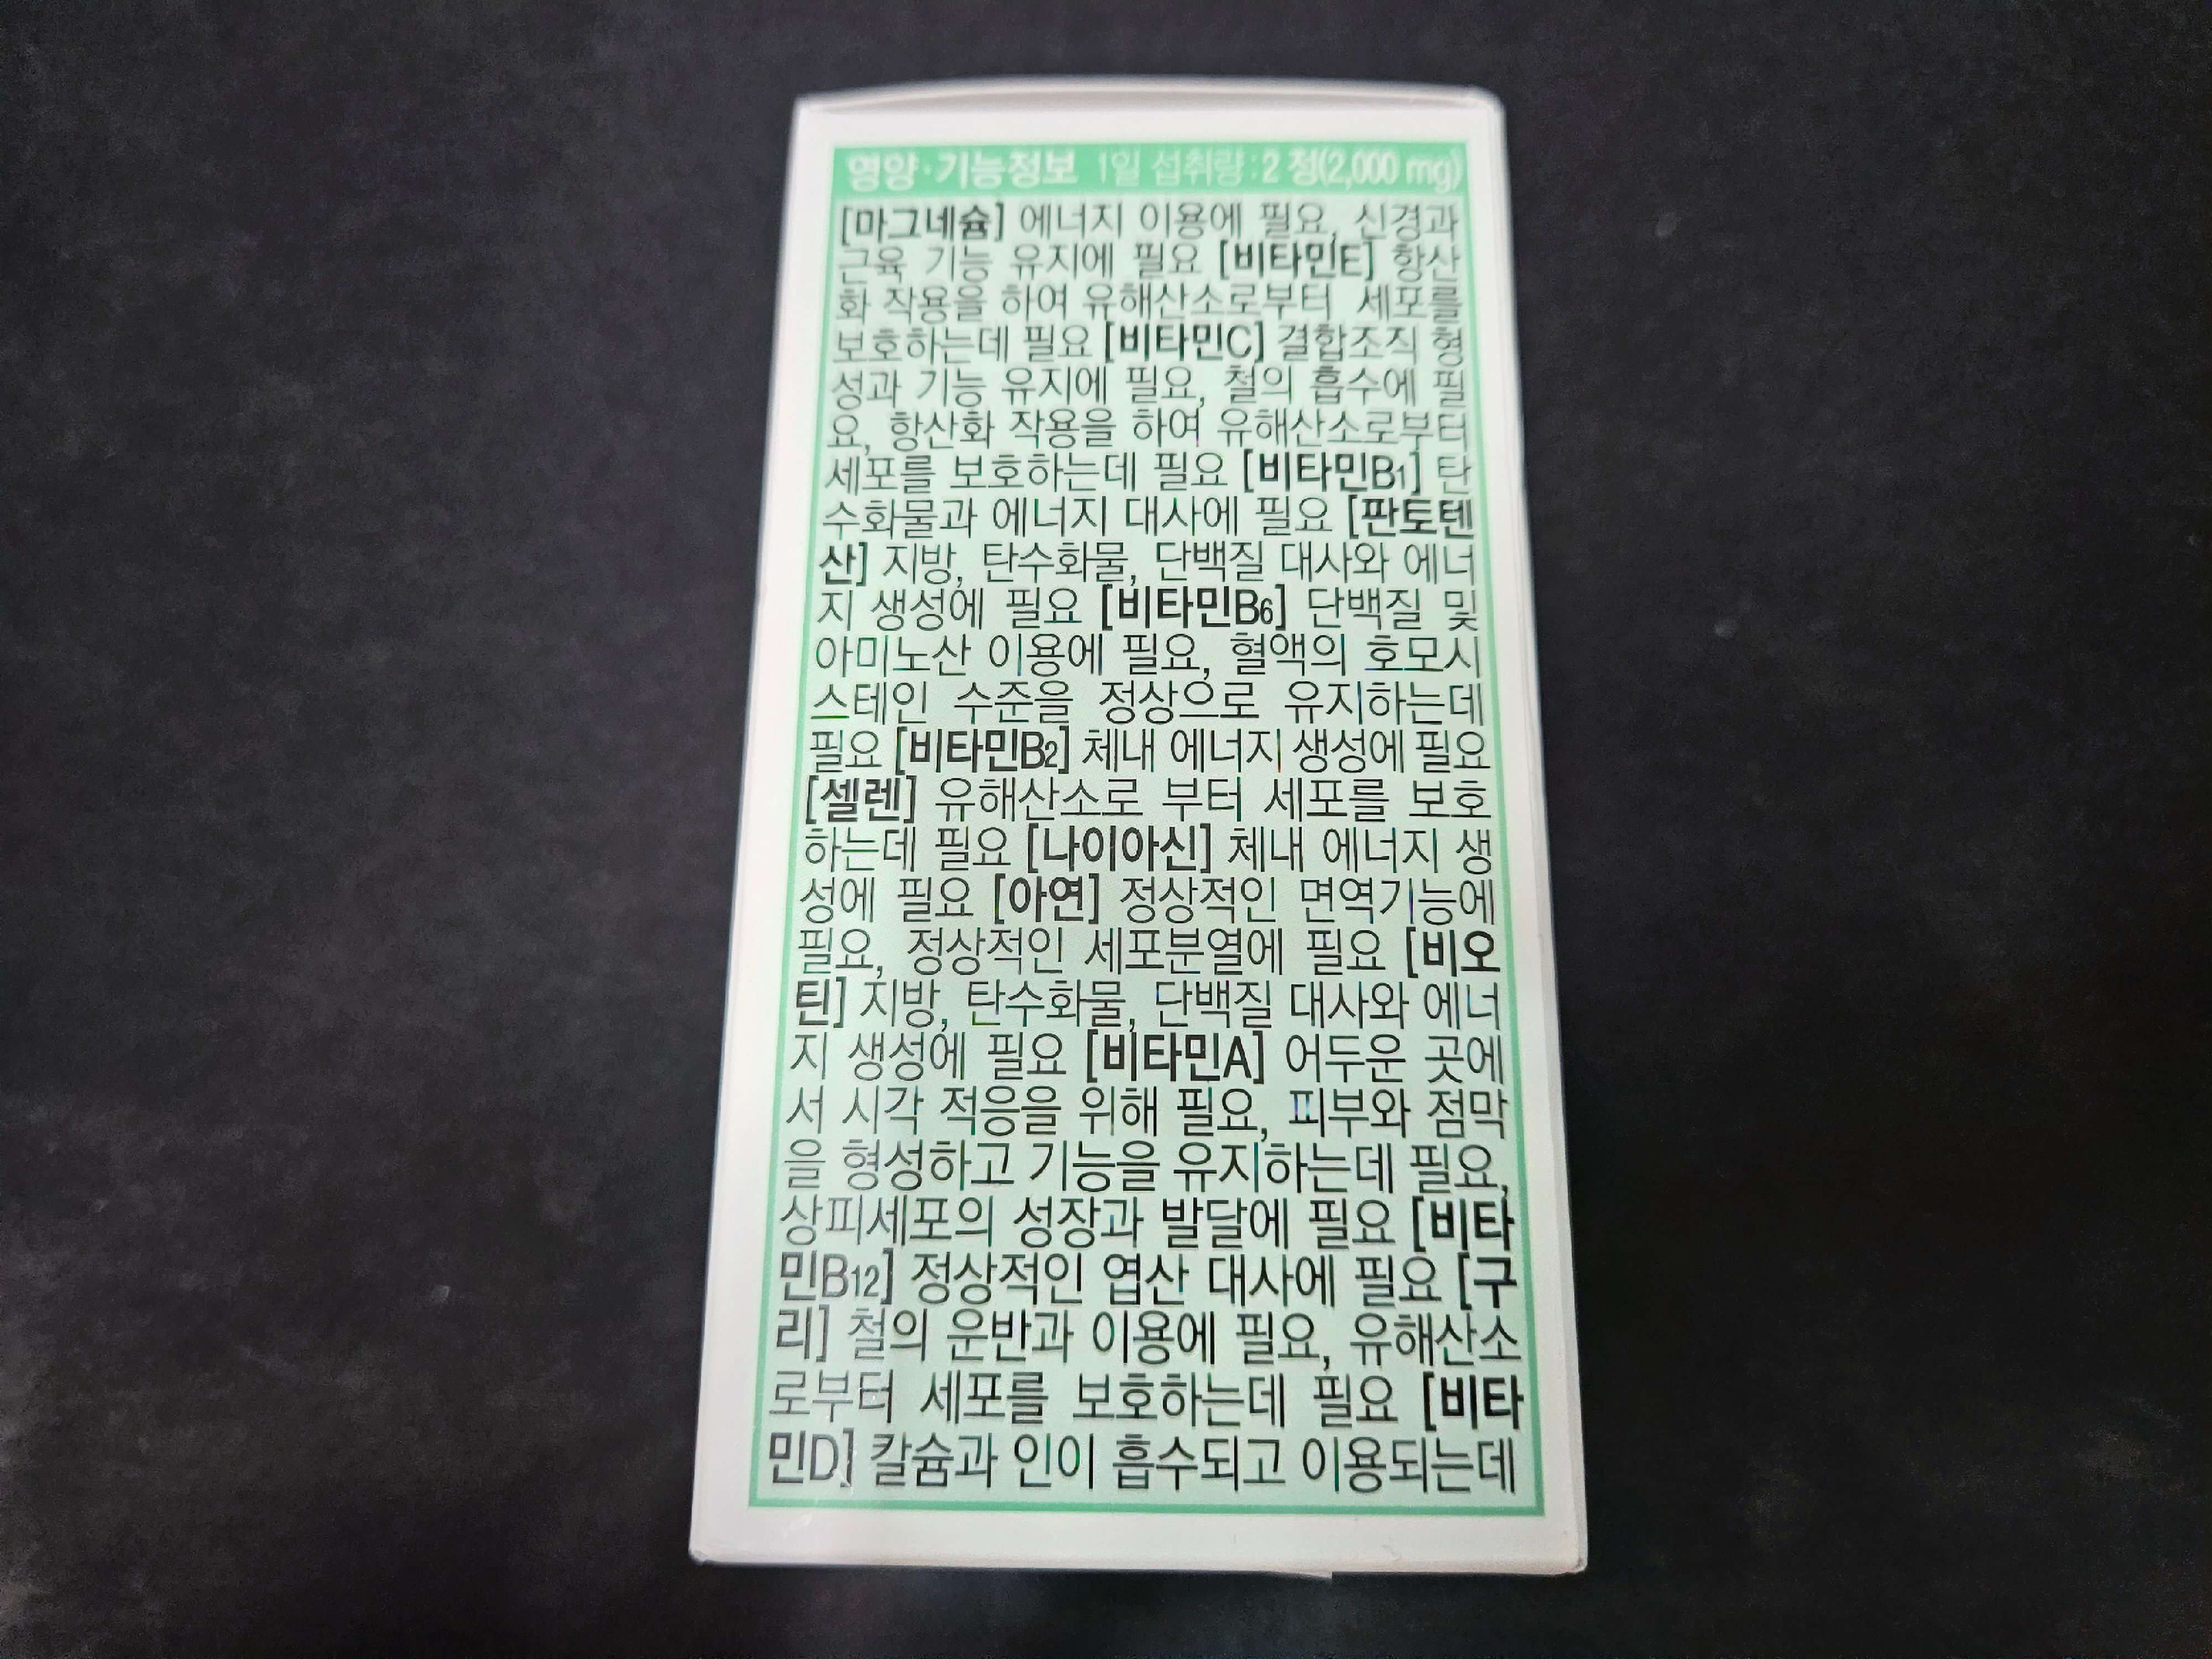 영양·기능정보 1일 섭취량:2 정(2,000 mg)
[마그네슘] 에너지 이용에 필요, 신경과
근육 기능 유지에 필요 [비타민E] 항산
화 작용을 하여 유해산소로부터 세포를
보호하는데 필요 [비타민C] 결합조직 형
성과 기능 유지에 필요, 철의 흡수에 필
요, 항산화 작용을 하여 유해산소로부터
세포를 보호하는데 필요 [비타민B1] 탄
수화물과 에너지 대사에 필요 [판토텐
산] 지방, 탄수화물, 단백질 대사와 에너
지 생성에 필요 [비타민B6] 단백질 및
아미노산 이용에 필요, 혈액의 호모시
스테인 수준을 정상으로 유지하는데
필요 [비타민B2] 체내 에너지 생성에 필요
[셀렌] 유해산소로 부터 세포를 보호
하는데 필요 [나이아신] 체내 에너지 생
성에 필요 [아연] 정상적인 면역기능에
필요, 정상적인 세포분열에 필요 [비오
틴] 지방, 탄수화물, 단백질 대사와 에너
지 생성에 필요 [비타민A] 어두운 곳에
서 시각 적응을 위해 필요, 피부와 점막
을 형성하고 기능을 유지하는데 필요,
상피세포의 성장과 발달에 필요 [비타
민B12] 정상적인 엽산 대사에 필요 [구
리] 철의 운반과 이용에 필요, 유해산소
로부터 세포를 보호하는데 필요 [비타
민D] 칼슘과 인이 흡수되고 이용되는데